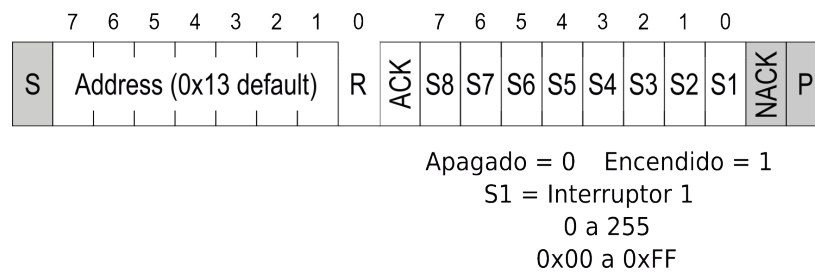 7 6 5 4 3 2 1 0 7 6 5 4 3 2 1 0
S Address (0x13 default) R ACK S8 S7 S6 S5 S4 S3 S2 S1 NACK P
Apagado = 0 Encendido = 1
S1 = Interruptor 1
0 a 255
0x00 a 0xFF